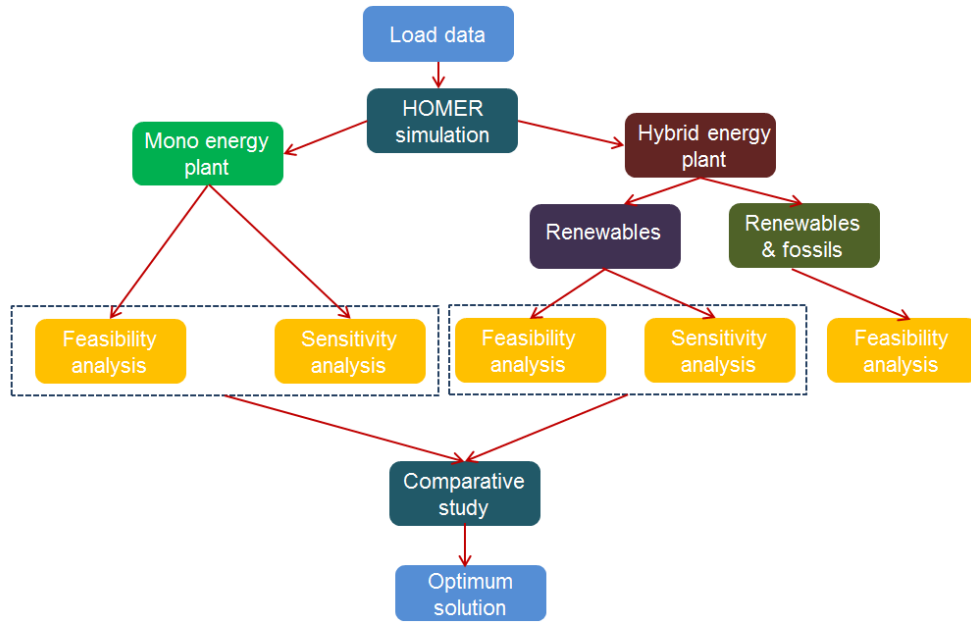 Load data
HOMER
simulation
Mono energy
plant
Hybrid energy
plant
Renewables
Renewables
& fossils
Feasibility
analysis
Sensitivity
analysis
Feasibility
analysis
Sensitivity
analysis
Feasibility
analysis
Comparative
study
Optimum
solution